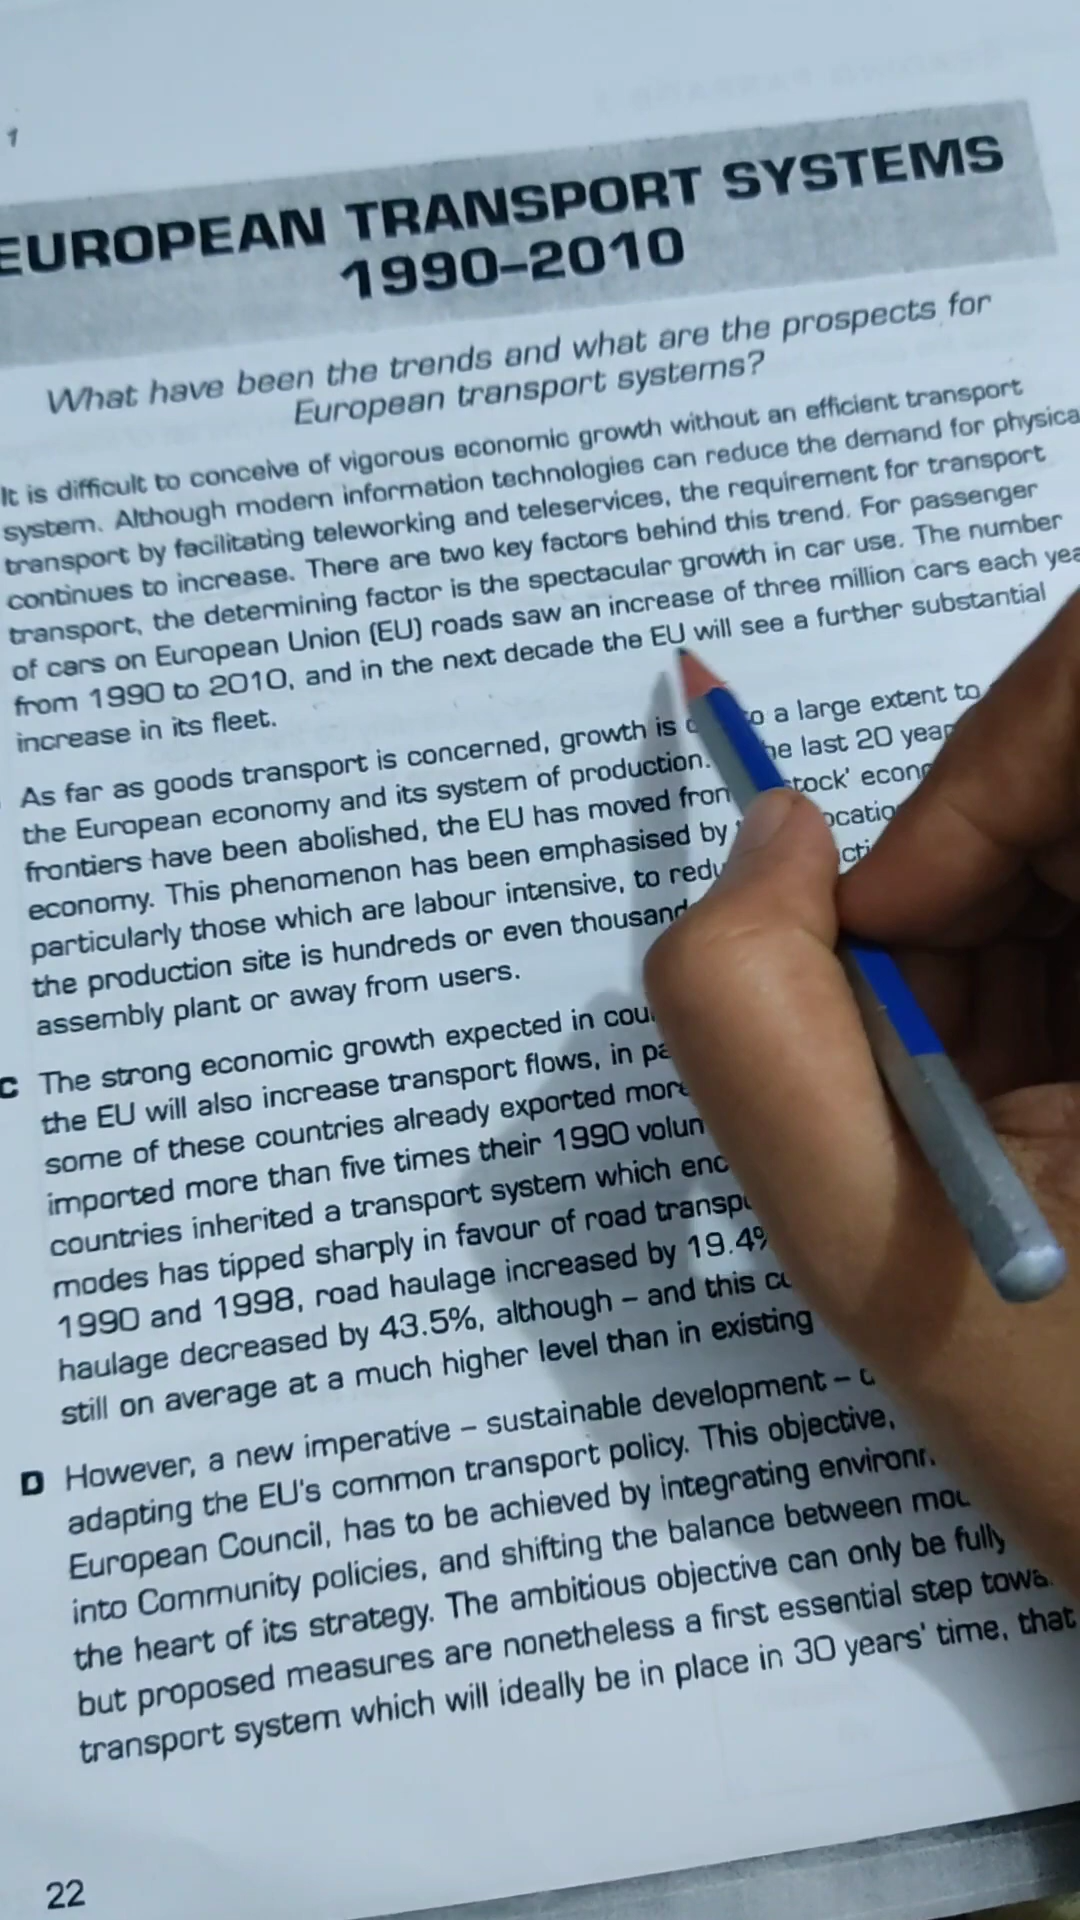 1
EUROPEAN TRANSPORT SYSTEMS
1990–2010
What have been the trends and what are the prospects for
European transport systems?
It is difficult to conceive of vigorous economic growth without an efficient transport
system. Although modern information technologies can reduce the demand for physica
transport by facilitating teleworking and teleservices, the requirement for transport
continues to increase. There are two key factors behind this trend. For passenger
transport, the determining factor is the spectacular growth in car use. The number
of cars on European Union (EU) roads saw an increase of three million cars each yea
from 1990 to 2010, and in the next decade the EU will see a further substantial
increase in its fleet.
As far as goods transport is concerned, growth is to a large extent to
the European economy and its system of production. last 20 year
frontiers have been abolished, the EU has moved stock' econ
economy. This phenomenon has been emphasised by
particularly those which are labour intensive, to
the production site is hundreds or even
assembly plant or away from users.
C The strong economic growth expected in
the EU will also increase transport flows, in
some of these countries already exported more
imported more than five times their 1990
countries inherited a transport system which
modes has tipped sharply in favour of road
1990 and 1998, road haulage increased by 19.4%
haulage decreased by 43.5%, although – and this
still on average at a much higher level than in existing
D However, a new imperative – sustainable development –
adapting the EU's common transport policy. This objective,
European Council, has to be achieved by integrating
into Community policies, and shifting the balance between
the heart of its strategy. The ambitious objective can only be fully
but proposed measures are nonetheless a first essential step
transport system which will ideally be in place in 30 years' time, that
22